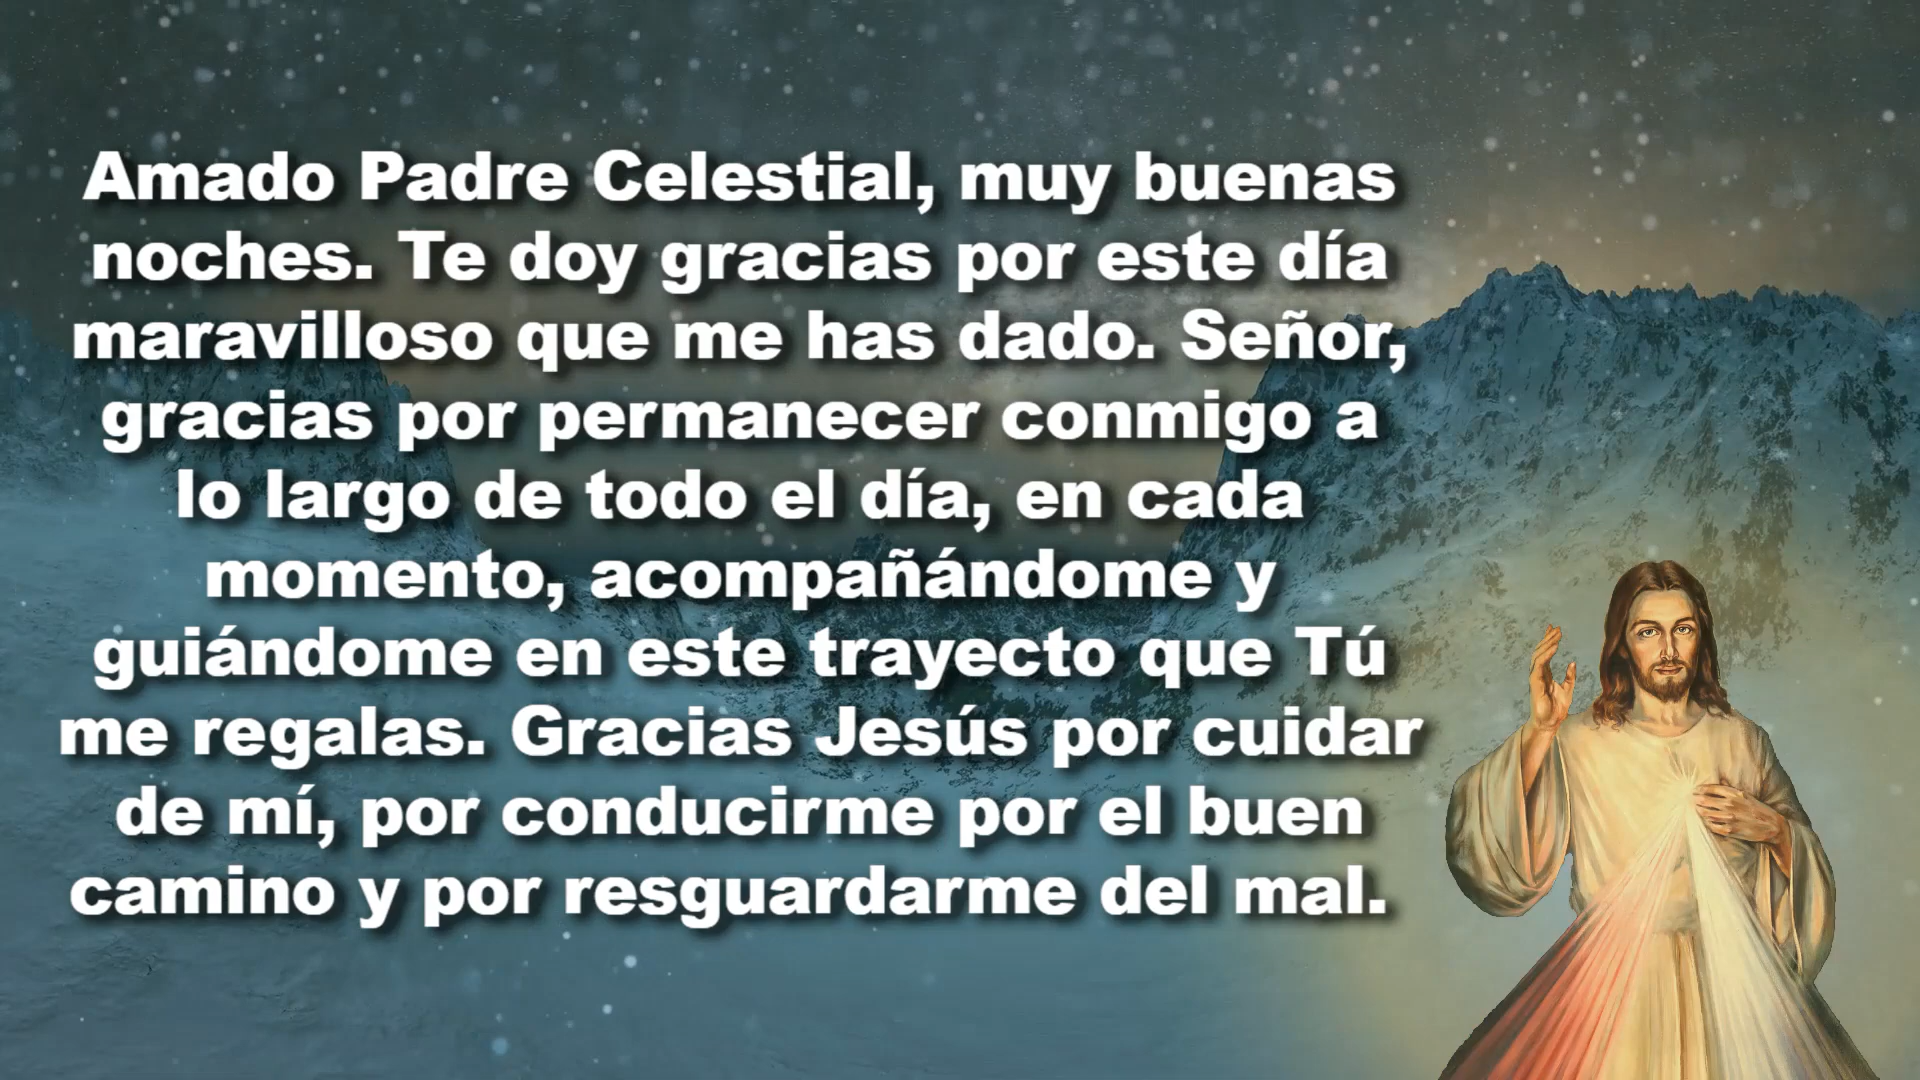 Amado Padre Celestial, muy buenas
noches. Te doy gracias por este día
maravilloso que me has dado. Señor,
gracias por permanecer conmigo a
lo largo de todo el día, en cada
momento, acompañándome y
guiándome en este trayecto que Tú
me regalas. Gracias Jesús por cuidar
de mí, por conducirme por el buen
camino y por resguardarme del mal.